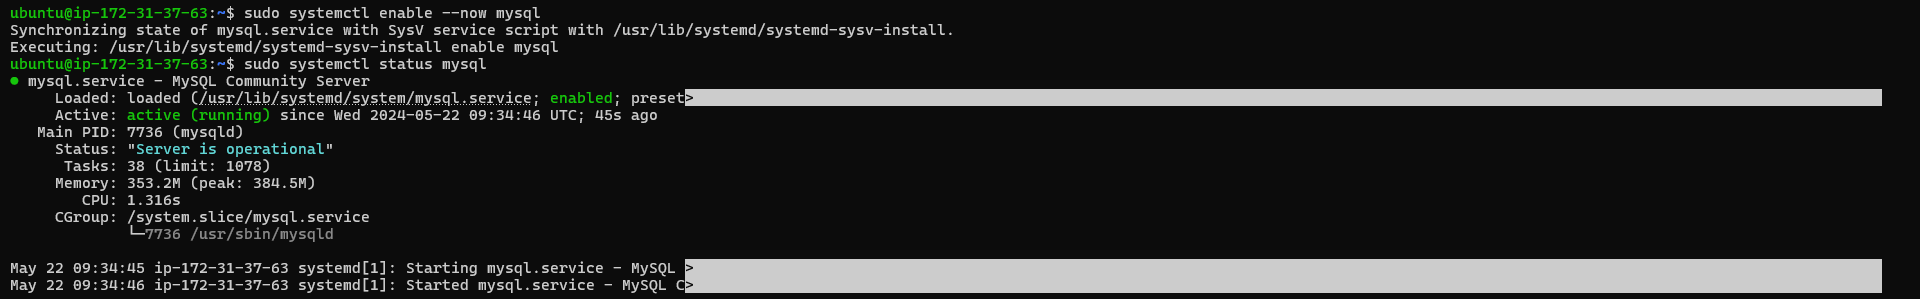 ubuntu@ip-172-31-37-63:~$ sudo systemctl enable --now mysql
Synchronizing state of mysql.service with SysV service script with /usr/lib/systemd/systemd-sysv-install.
Executing: /usr/lib/systemd/systemd-sysv-install enable mysql
ubuntu@ip-172-31-37-63:~$ sudo systemctl status mysql
● mysql.service - MySQL Community Server
     Loaded: loaded (/usr/lib/systemd/system/mysql.service; enabled; preset>
     Active: active (running) since Wed 2024-05-22 09:34:46 UTC; 45s ago
   Main PID: 7736 (mysqld)
     Status: "Server is operational"
      Tasks: 38 (limit: 1078)
     Memory: 353.2M (peak: 384.5M)
        CPU: 1.316s
     CGroup: /system.slice/mysql.service
             └─7736 /usr/sbin/mysqld

May 22 09:34:45 ip-172-31-37-63 systemd[1]: Starting mysql.service - MySQL >
May 22 09:34:46 ip-172-31-37-63 systemd[1]: Started mysql.service - MySQL C>